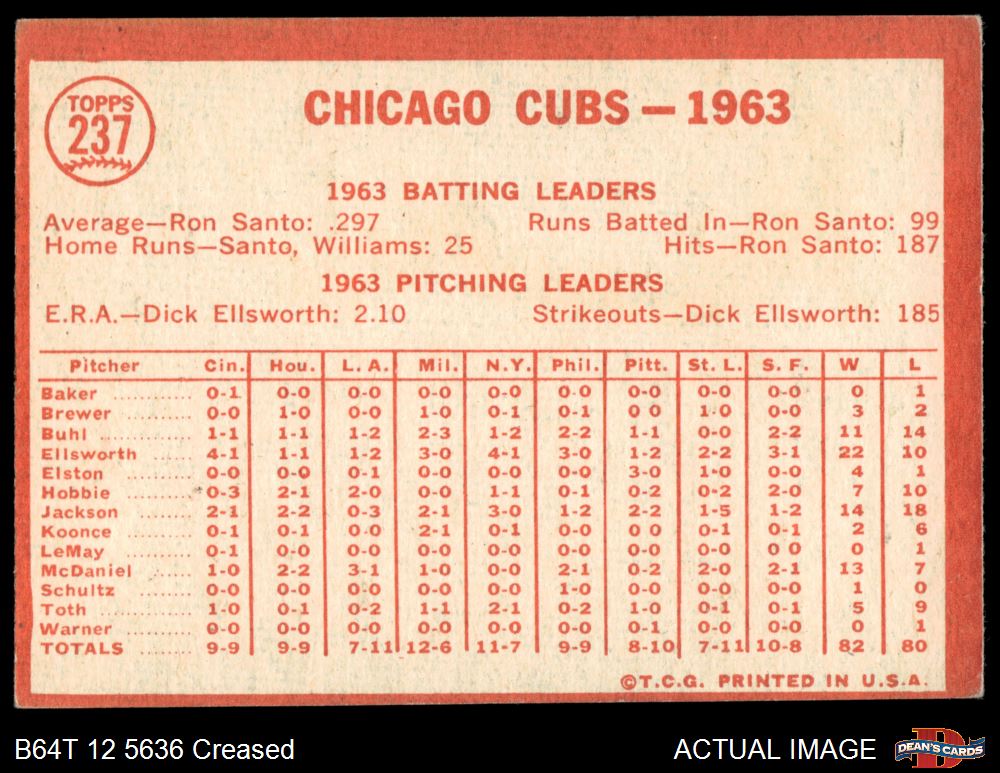 TOPPS
237
CHICAGO CUBS — 1963
1963 BATTING LEADERS
Average—Ron Santo: .297 Runs Batted In—Ron Santo: 99
Home Runs—Santo, Williams: 25 Hits—Ron Santo: 187
1963 PITCHING LEADERS
E.R.A.—Dick Ellsworth: 2.10 Strikeouts—Dick Ellsworth: 185
Pitcher Cin. Hou. L. A. Mil. N.Y. Phil. Pitt. St. L. S. F. W L
Baker .......... 0-1 0-0 0-0 0-0 0-0 0-0 0-0 0-0 0-0 0 1
Brewer .......... 0-0 1-0 0-0 1-0 0-1 0-1 0 0 1-0 0-0 3 2
Buhl ............ 1-1 1-1 1-2 2-3 1-2 2-2 1-1 0-0 2-2 11 14
Ellsworth ...... 4-1 1-1 1-2 3-0 4-1 3-0 1-2 2-2 3-1 22 10
Elston .......... 0-0 0-0 0-1 0-0 0-0 0-0 3-0 1-0 0-0 4 1
Hobbie ........ 0-3 2-1 2-0 0-0 1-1 0-1 0-2 0-2 2-0 7 10
Jackson ........ 2-1 2-2 0-3 2-1 3-0 1-2 2-2 1-5 1-2 14 18
Koonce ........ 0-1 0-1 0-0 2-1 0-1 0-0 0 0 0-1 0-1 2 6
LeMay ........ 0-1 0-0 0-0 0-0 0-0 0-0 0-0 0-0 0 0 0 1
McDaniel ...... 1-0 2-2 3-1 1-0 0-0 2-1 0-2 2-0 2-1 13 7
Schultz ........ 0-0 0-0 0-0 0-0 0-0 1-0 0-0 0-0 0-0 1 0
Toth ............ 1-0 0-1 0-2 1-1 2-1 0-2 1-0 0-1 0-1 5 9
Warner ........ 0-0 0-0 0-0 0-0 0-0 0-0 0-1 0-0 0-0 0 1
TOTALS ........ 9-9 9-9 7-11 12-6 11-7 9-9 8-10 7-11 10-8 82 80
©T.C.G. PRINTED IN U.S.A.
B64T 12 5636 Creased ACTUAL IMAGE
D
DEAN'S CARDS